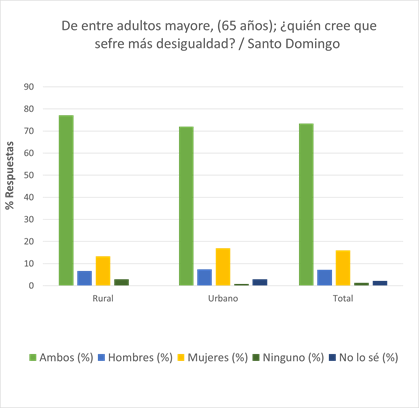 De entre adultos mayore, (65 años); ¿quién cree que
sefre más desigualdad? / Santo Domingo
% Respuestas
90
80
70
60
50
40
30
20
10
0
Rural Urbano Total
Ambos (%) Hombres (%) Mujeres (%) Ninguno (%) No lo sé (%)